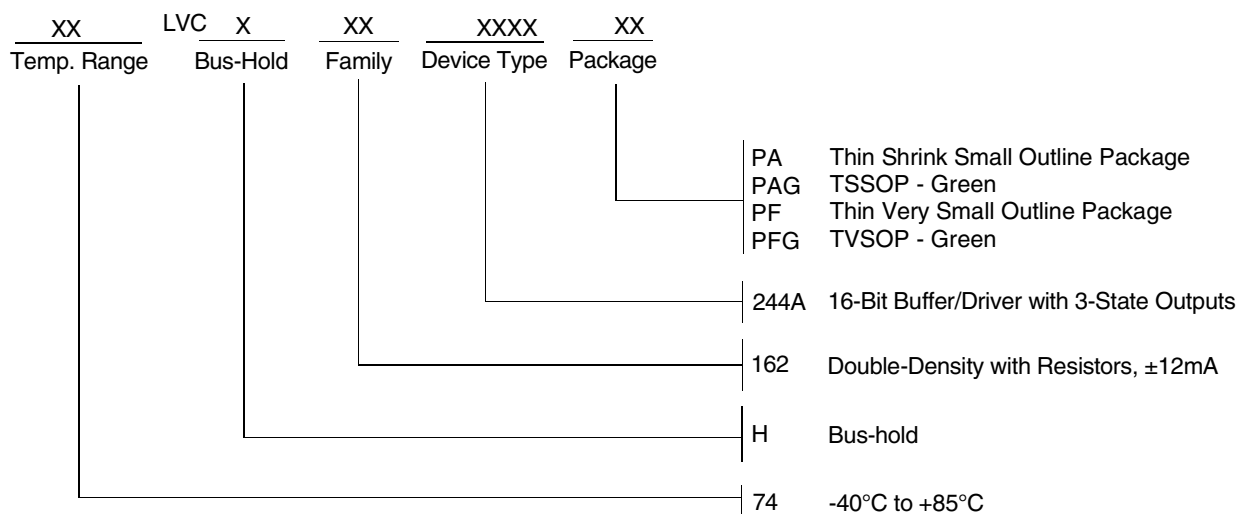 XX LVC X XX XXXX XX
Temp. Range Bus-Hold Family Device Type Package
PA Thin Shrink Small Outline Package
PAG TSSOP - Green
PF Thin Very Small Outline Package
PFG TVSOP - Green
244A 16-Bit Buffer/Driver with 3-State Outputs
162 Double-Density with Resistors, ±12mA
H Bus-hold
74 -40°C to +85°C